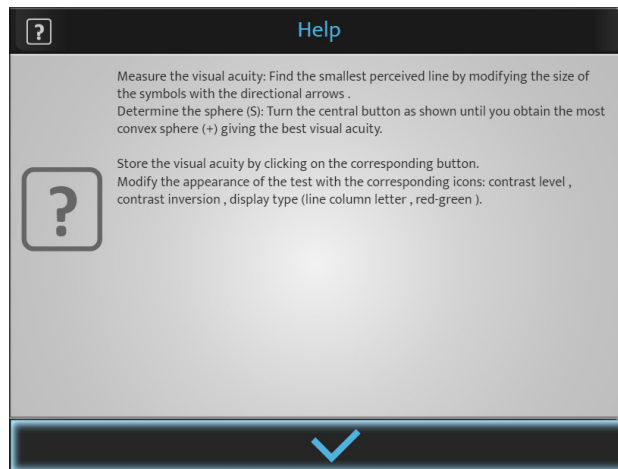 ?
Help
Measure the visual acuity: Find the smallest perceived line by modifying the size of
the symbols with the directional arrows .
Determine the sphere (S): Turn the central button as shown until you obtain the most
convex sphere (+) giving the best visual acuity.
Store the visual acuity by clicking on the corresponding button.
Modify the appearance of the test with the corresponding icons: contrast level ,
contrast inversion , display type (line column letter , red-green ).
?